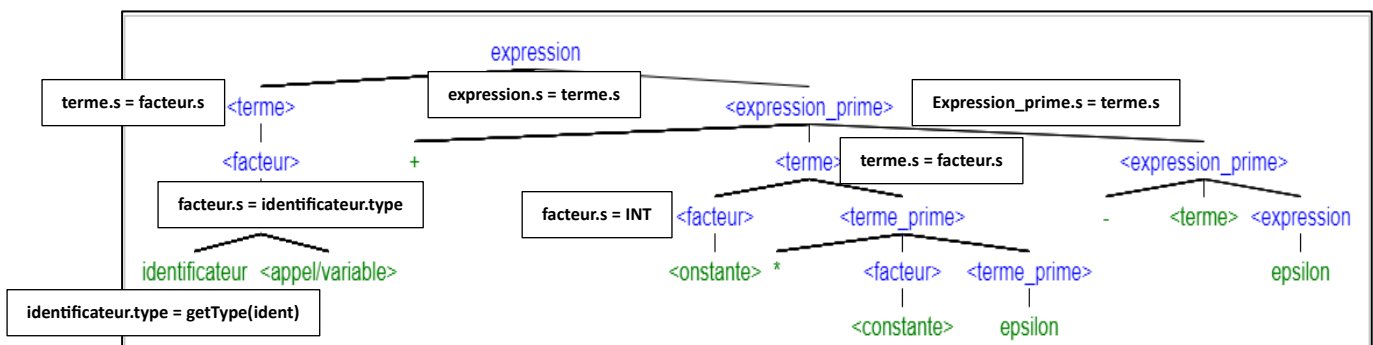 expression
terme.s = facteur.s
<terme>
expression.s = terme.s
<expression_prime>
Expression_prime.s = terme.s
<facteur>
+
<terme>
terme.s = facteur.s
<expression_prime>
facteur.s = identificateur.type
facteur.s = INT
<facteur>
<terme_prime>
-
<terme>
<expression
identificateur
<appel/variable>
<onstante>
*
<facteur>
<terme_prime>
epsilon
identificateur.type = getType(ident)
<constante>
epsilon